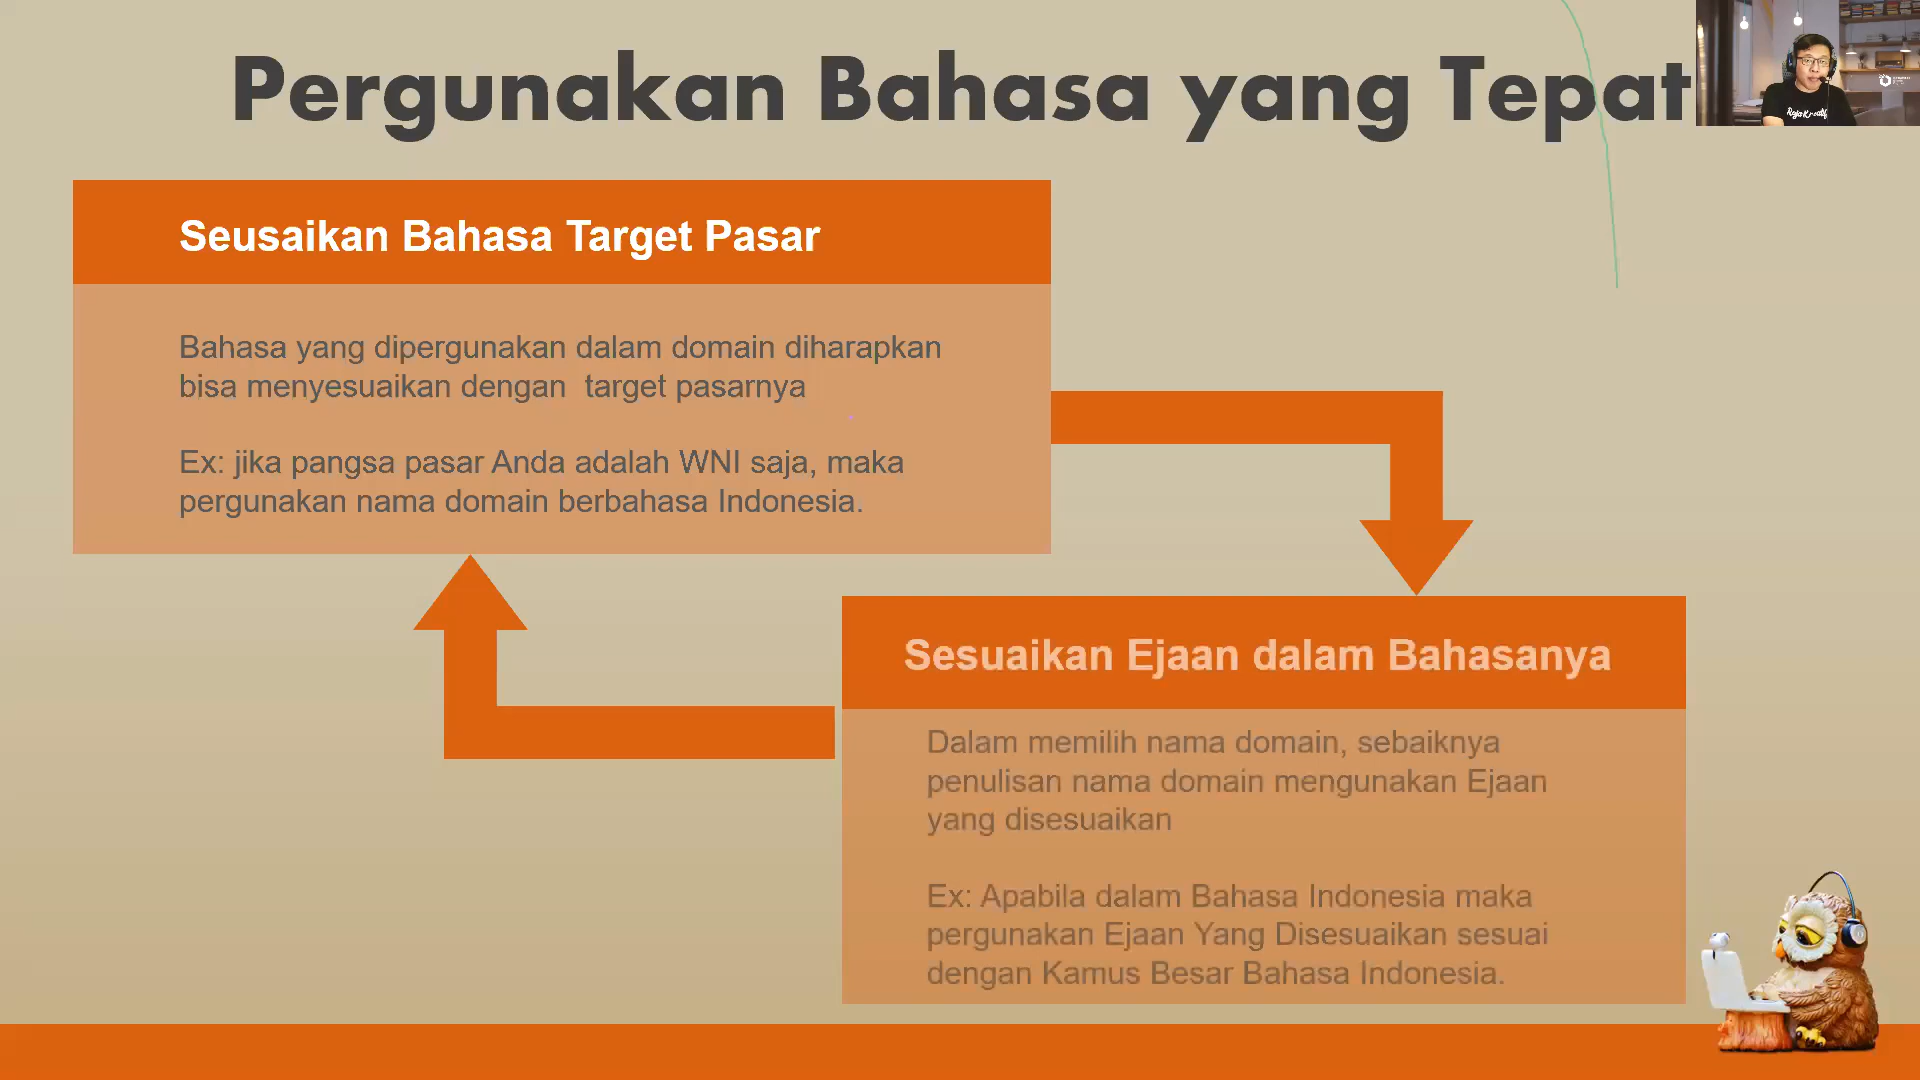 Pergunakan Bahasa yang Tepat
Seusaikan Bahasa Target Pasar
Bahasa yang dipergunakan dalam domain diharapkan
bisa menyesuaikan dengan  target pasarnya
Ex: jika pangsa pasar Anda adalah WNI saja, maka
pergunakan nama domain berbahasa Indonesia.
Sesuaikan Ejaan dalam Bahasanya
Dalam memilih nama domain, sebaiknya
penulisan nama domain mengunakan Ejaan
yang disesuaikan
Ex: Apabila dalam Bahasa Indonesia maka
pergunakan Ejaan Yang Disesuaikan sesuai
dengan Kamus Besar Bahasa Indonesia.
RajaKreatif